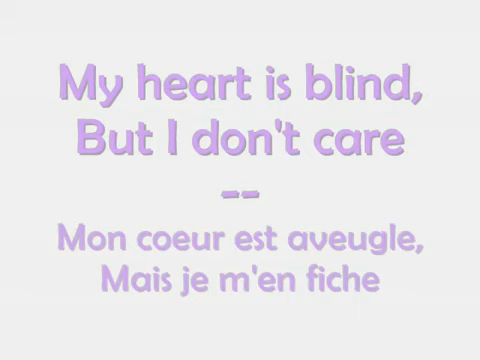 My heart is blind,
But I don't care
--
Mon coeur est aveugle,
Mais je m'en fiche